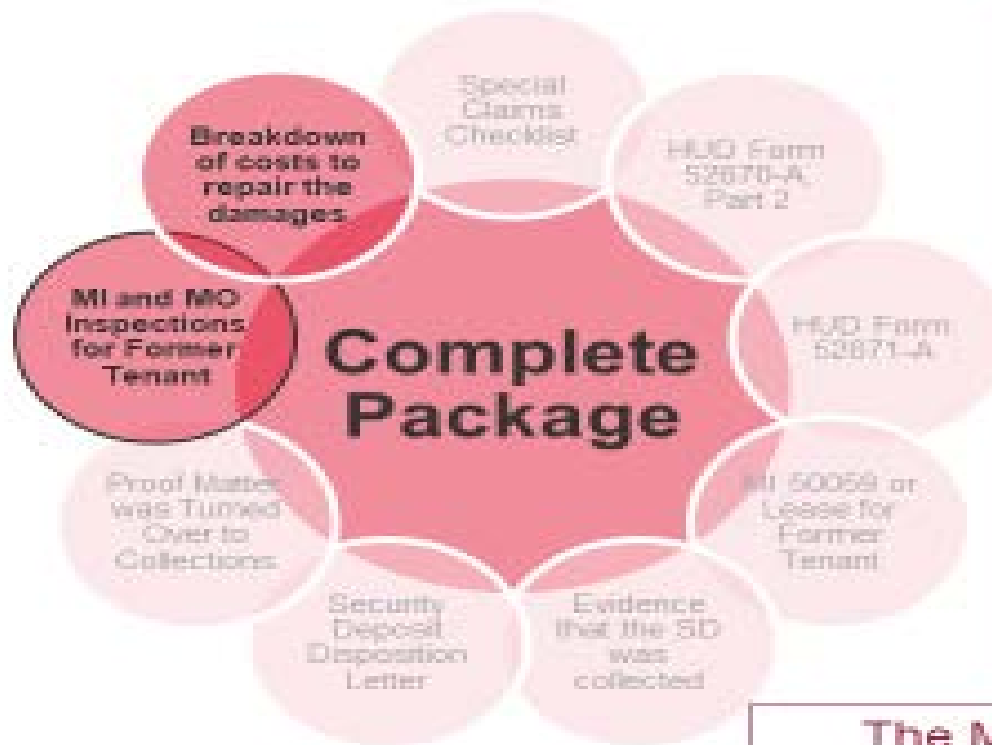 Special
Claims
Checklist
HUD Form
52670-A,
Part 2
HUD Form
52671-A
MI 50059 or
Lease for
Former
Tenant
Evidence
that the SD
was
collected
Security
Deposit
Disposition
Letter
Proof Matter
was Turned
Over to
Collections
MI and MO
Inspections
for Former
Tenant
Breakdown
of costs to
repair the
damages
Complete
Package
The M